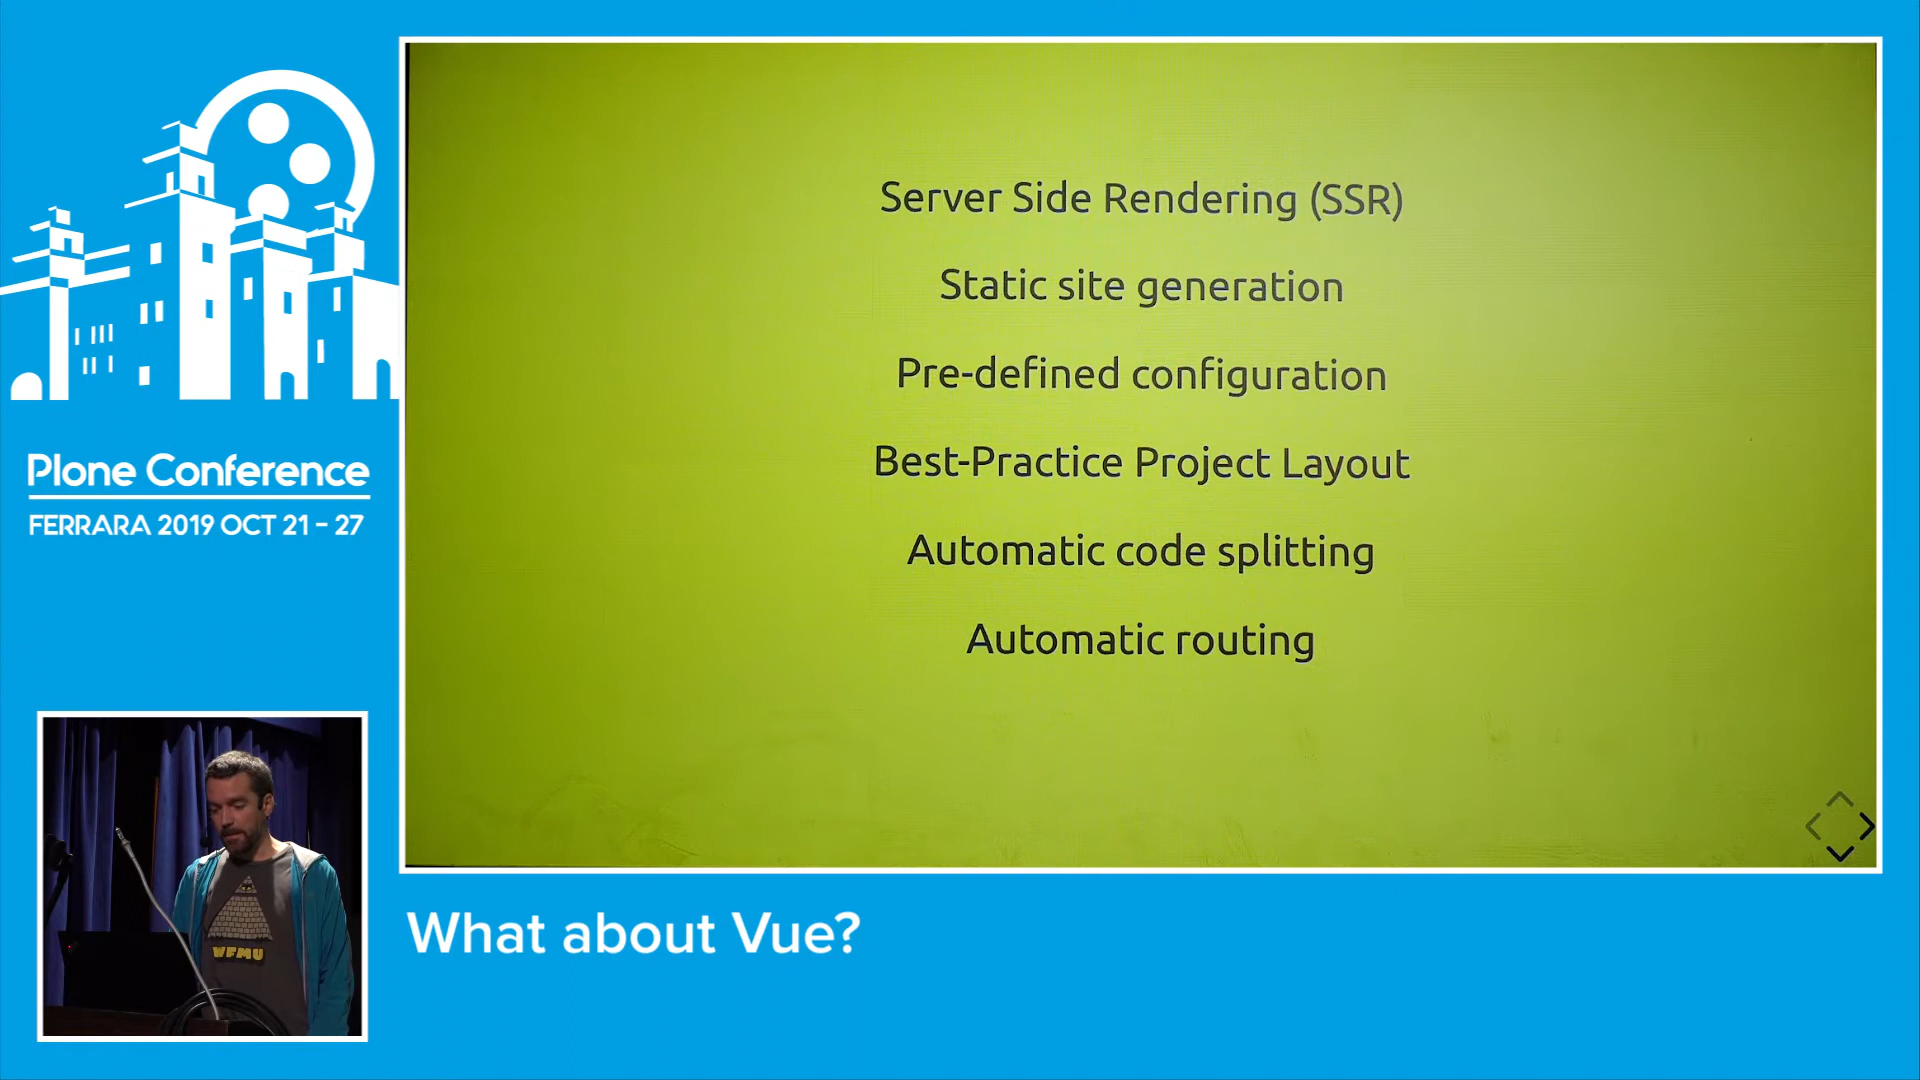 Plone Conference
FERRARA 2019 OCT 21 - 27
Server Side Rendering (SSR)
Static site generation
Pre-defined configuration
Best-Practice Project Layout
Automatic code splitting
Automatic routing
WFMU
What about Vue?